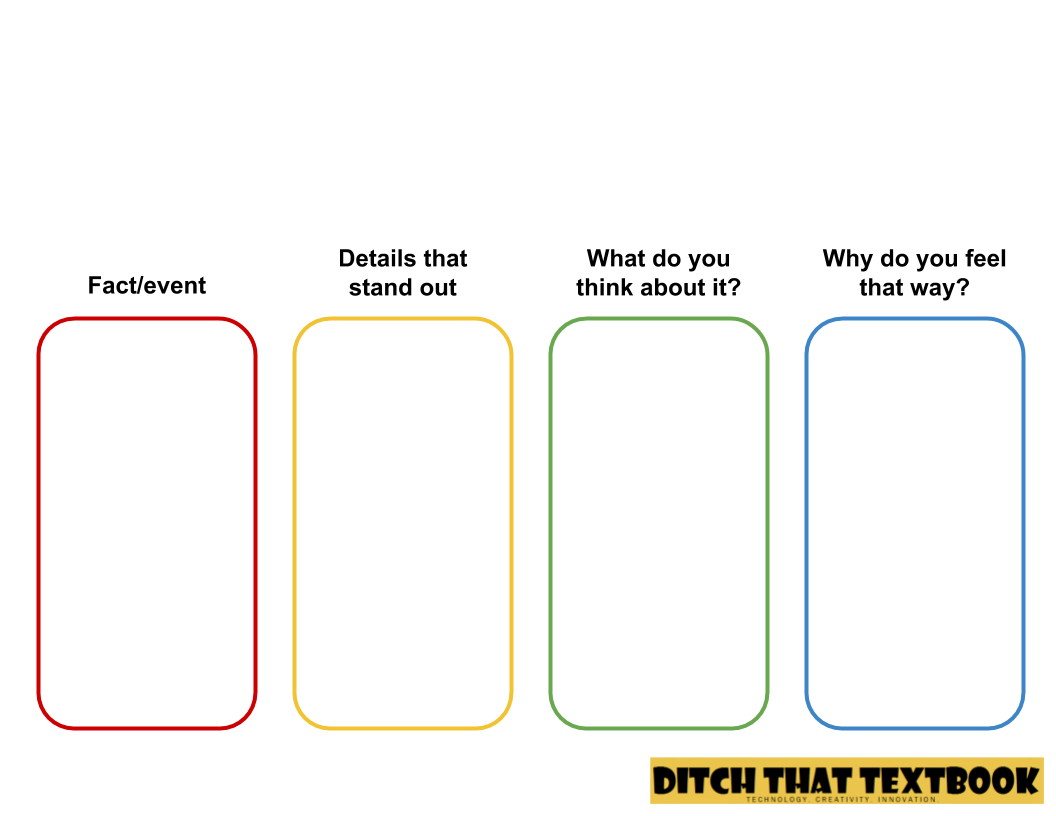 Fact/event
Details that
stand out
What do you
think about it?
Why do you feel
that way?
DITCH THAT TEXTBOOK
TECHNOLOGY. CREATIVITY. INNOVATION.